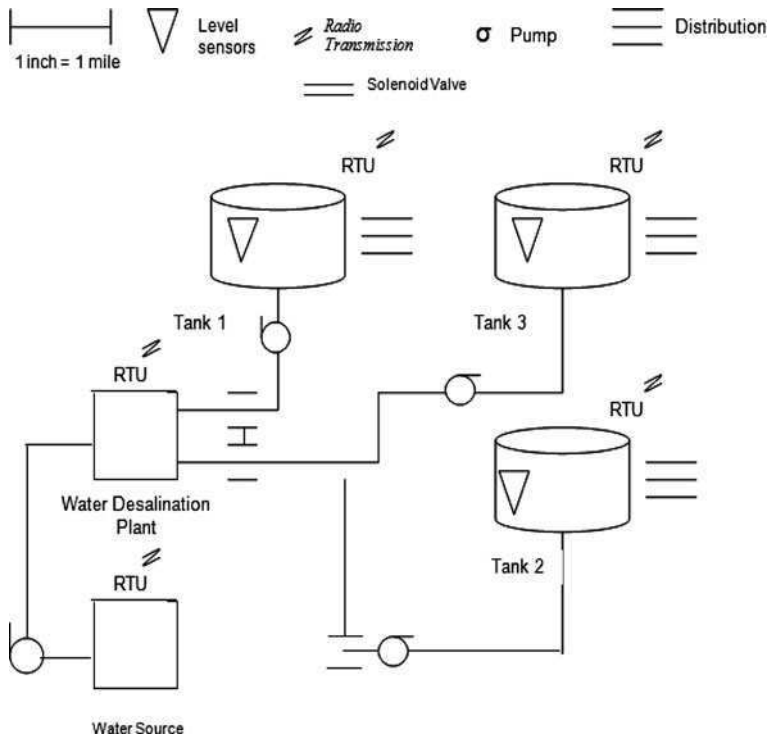 1 inch = 1 mile
Level
sensors
Radio
Transmission
σ Pump
Distribution
Solenoid Valve
RTU
RTU
Tank 1
Tank 3
RTU
RTU
Water Desalination
Plant
Tank 2
RTU
Water Source